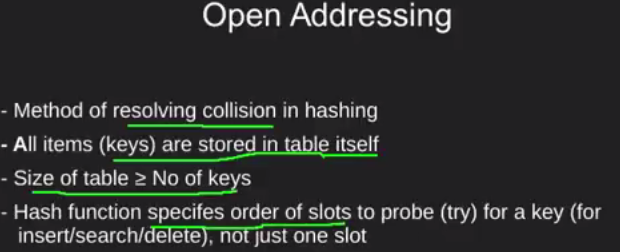 Open Addressing
- Method of resolving collision in hashing
- All items (keys) are stored in table itself
- Size of table ≥ No of keys
- Hash function specifes order of slots to probe (try) for a key (for
insert/search/delete), not just one slot